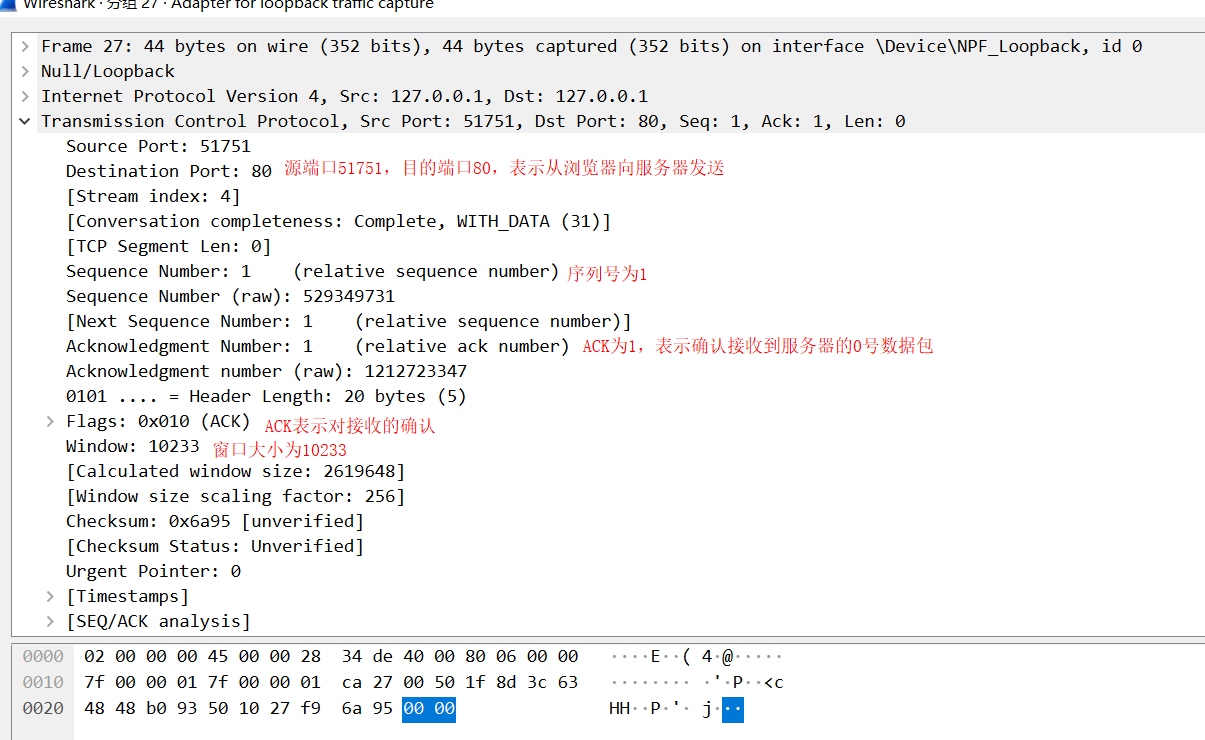 Wireshark · 分组 27 · Adapter for loopback traffic capture
Frame 27: 44 bytes on wire (352 bits), 44 bytes captured (352 bits) on interface \Device\NPF_Loopback, id 0
Null/Loopback
Internet Protocol Version 4, Src: 127.0.0.1, Dst: 127.0.0.1
Transmission Control Protocol, Src Port: 51751, Dst Port: 80, Seq: 1, Ack: 1, Len: 0
Source Port: 51751
Destination Port: 80 源端口51751，目的端口80，表示从浏览器向服务器发送
[Stream index: 4]
[Conversation completeness: Complete, WITH_DATA (31)]
[TCP Segment Len: 0]
Sequence Number: 1    (relative sequence number) 序列号为1
Sequence Number (raw): 529349731
[Next Sequence Number: 1    (relative sequence number)]
Acknowledgment Number: 1    (relative ack number) ACK为1，表示确认接收到服务器的0号数据包
Acknowledgment number (raw): 1212723347
0101 .... = Header Length: 20 bytes (5)
Flags: 0x010 (ACK) ACK表示对接收的确认
Window: 10233 窗口大小为10233
[Calculated window size: 2619648]
[Window size scaling factor: 256]
Checksum: 0x6a95 [unverified]
[Checksum Status: Unverified]
Urgent Pointer: 0
[Timestamps]
[SEQ/ACK analysis]
0000 02 00 00 00 45 00 00 28 34 de 40 00 80 06 00 00 ····E··( 4·@·····
0010 7f 00 00 01 7f 00 00 01 ca 27 00 50 1f 8d 3c 63 ········ ·'·P··<c
0020 48 48 b0 93 50 10 27 f9 6a 95 00 00 HH··P·'· j···